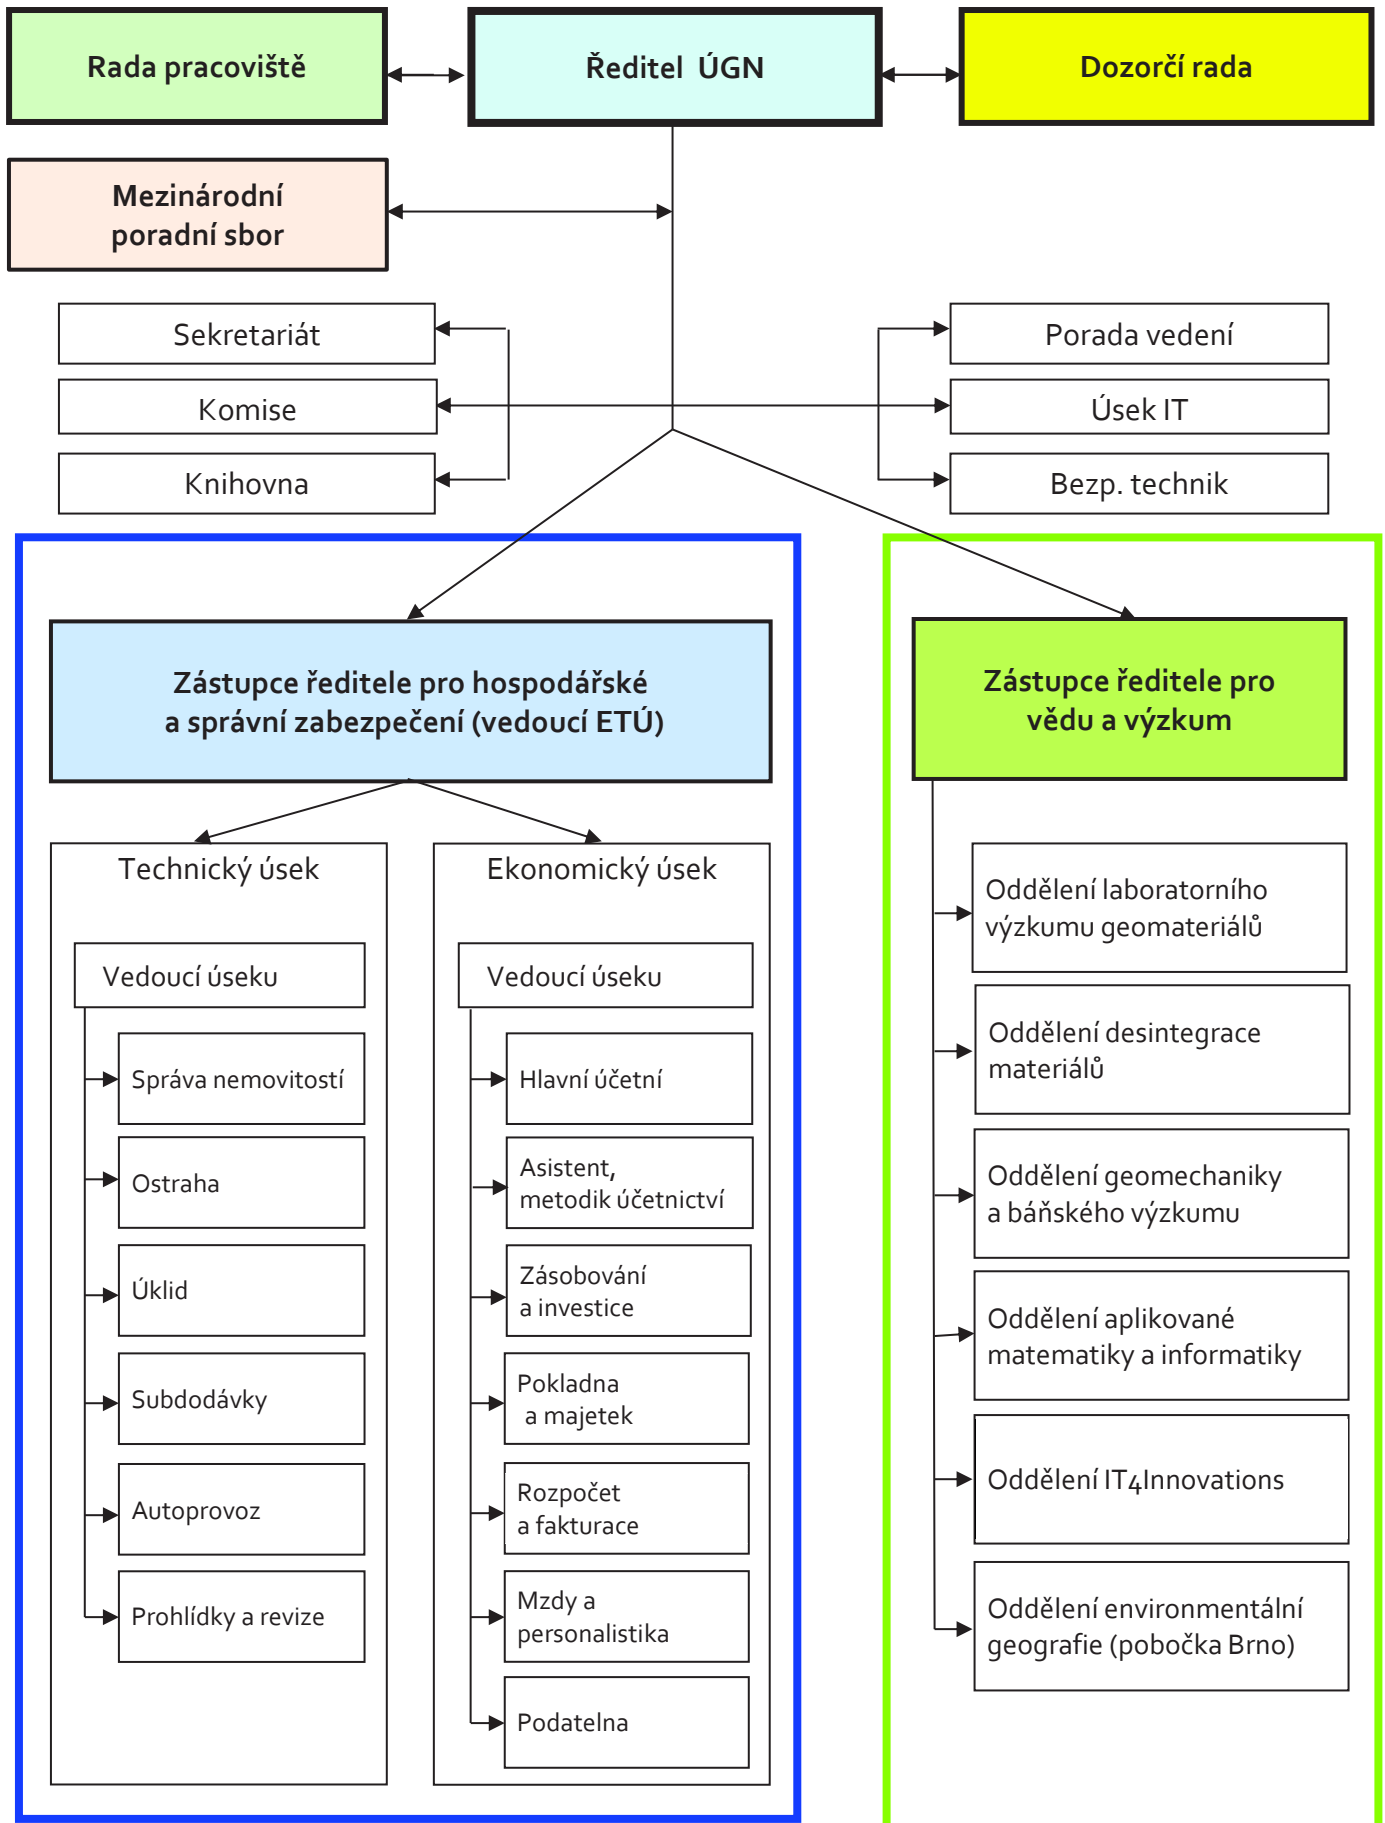 Rada pracoviště
Ředitel ÚGN
Dozorčí rada
Mezinárodní
poradní sbor
Sekretariát
Komise
Knihovna
Porada vedení
Úsek IT
Bezp. technik
Zástupce ředitele pro hospodářské
a správní zabezpečení (vedoucí ETÚ)
Technický úsek
Vedoucí úseku
Správa nemovitostí
Ostraha
Úklid
Subdodávky
Autoprovoz
Prohlídky a revize
Ekonomický úsek
Vedoucí úseku
Hlavní účetní
Asistent,
metodik účetnictví
Zásobování
a investice
Pokladna
a majetek
Rozpočet
a fakturace
Mzdy a
personalistika
Podatelna
Zástupce ředitele pro
vědu a výzkum
Oddělení laboratorního
výzkumu geomateriálů
Oddělení desintegrace
materiálů
Oddělení geomechaniky
a báňského výzkumu
Oddělení aplikované
matematiky a informatiky
Oddělení IT4Innovations
Oddělení environmentální
geografie (pobočka Brno)